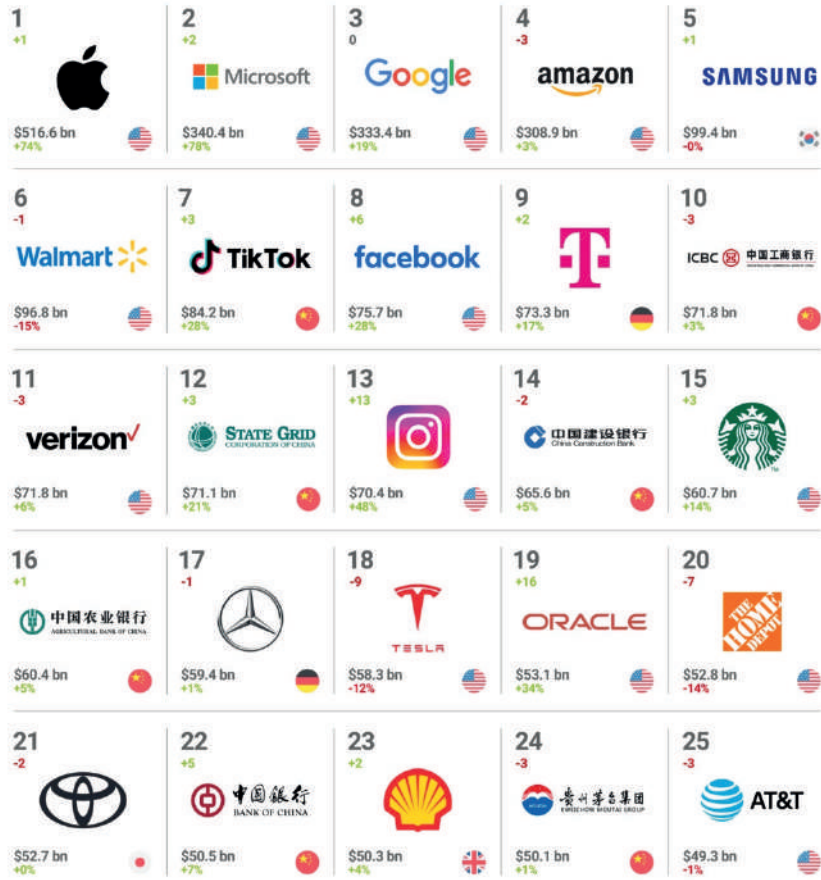 1
+1
$516.6 bn
+74%
2
+2
Microsoft
$340.4 bn
+78%
3
0
Google
$333.4 bn
+19%
4
-3
amazon
$308.9 bn
+3%
5
+1
SAMSUNG
$99.4 bn
-0%
6
-1
Walmart
$96.8 bn
-15%
7
+3
TikTok
$84.2 bn
+28%
8
+6
facebook
$75.7 bn
+28%
9
+2
T
$73.3 bn
+17%
10
-3
ICBC 中国工商银行
$71.8 bn
+3%
11
-3
verizon
$71.8 bn
+6%
12
+3
STATE GRID
CORPORATION OF CHINA
$71.1 bn
+21%
13
+13
$70.4 bn
+48%
14
-2
中国建设银行
China Construction Bank
$65.6 bn
+5%
15
+3
TM
$60.7 bn
+14%
16
+1
中国农业银行
AGRICULTURAL BANK OF CHINA
$60.4 bn
+5%
17
-1
$59.4 bn
+1%
18
-9
TESLA
$58.3 bn
-12%
19
+16
ORACLE
$53.1 bn
+34%
20
-7
THE
HOME
DEPOT
$52.8 bn
-14%
21
-2
$52.7 bn
+0%
22
+5
中国银行
BANK OF CHINA
$50.5 bn
+7%
23
+2
$50.3 bn
+4%
24
-3
贵州茅台集团
KWEICHOW MOUTAI GROUP
$50.1 bn
+1%
25
-3
AT&T
$49.3 bn
-1%